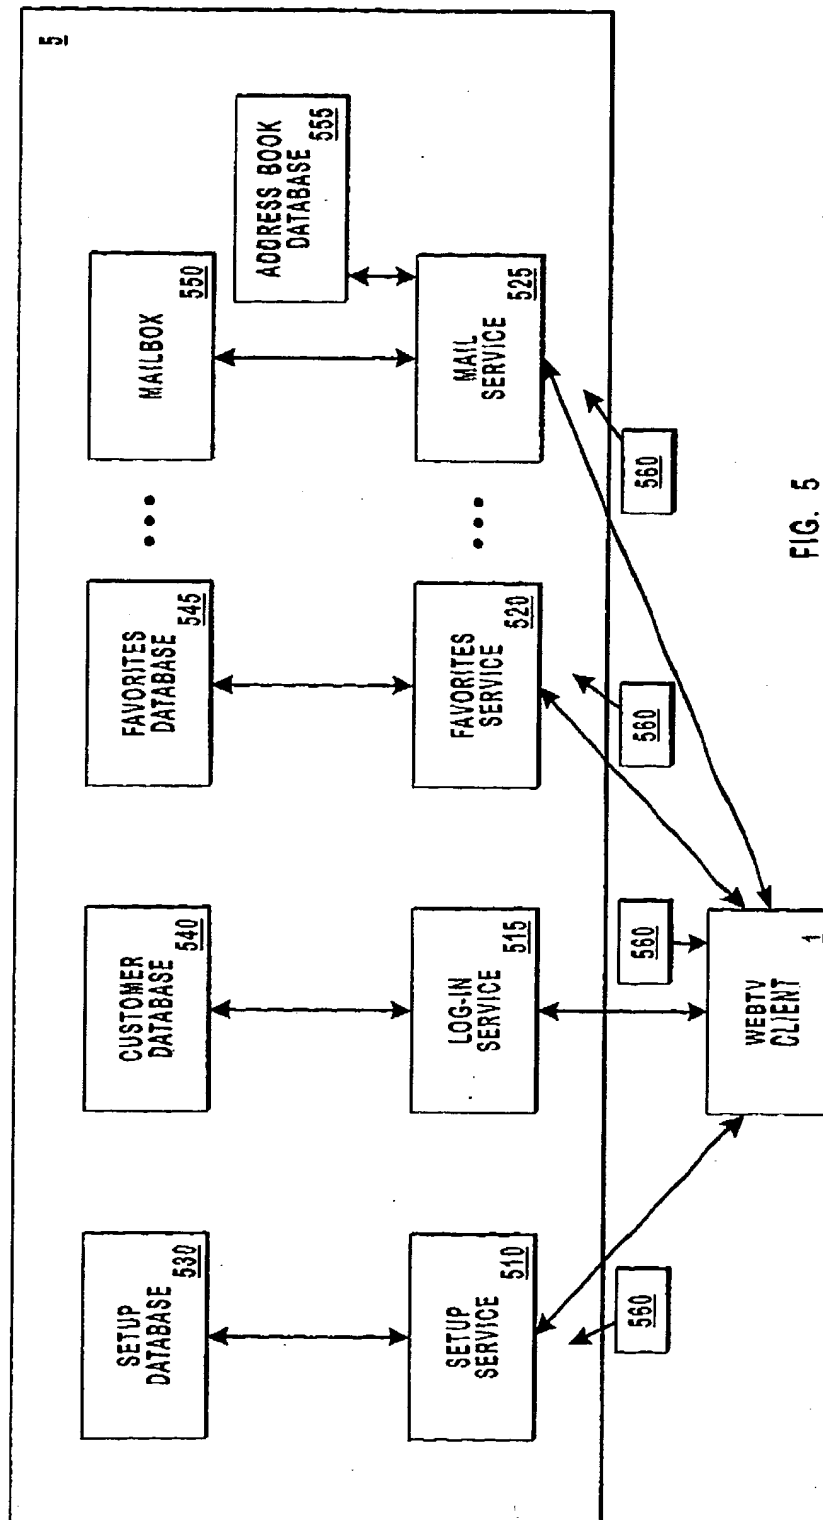 5
SETUP
DATABASE
530
CUSTOMER
DATABASE
540
FAVORITES
DATABASE
545
MAILBOX
550
ADDRESS BOOK
DATABASE
555
SETUP
SERVICE
510
LOG-IN
SERVICE
515
FAVORITES
SERVICE
520
MAIL
SERVICE
525
560
560
560
560
WEBTV
CLIENT
1
FIG. 5